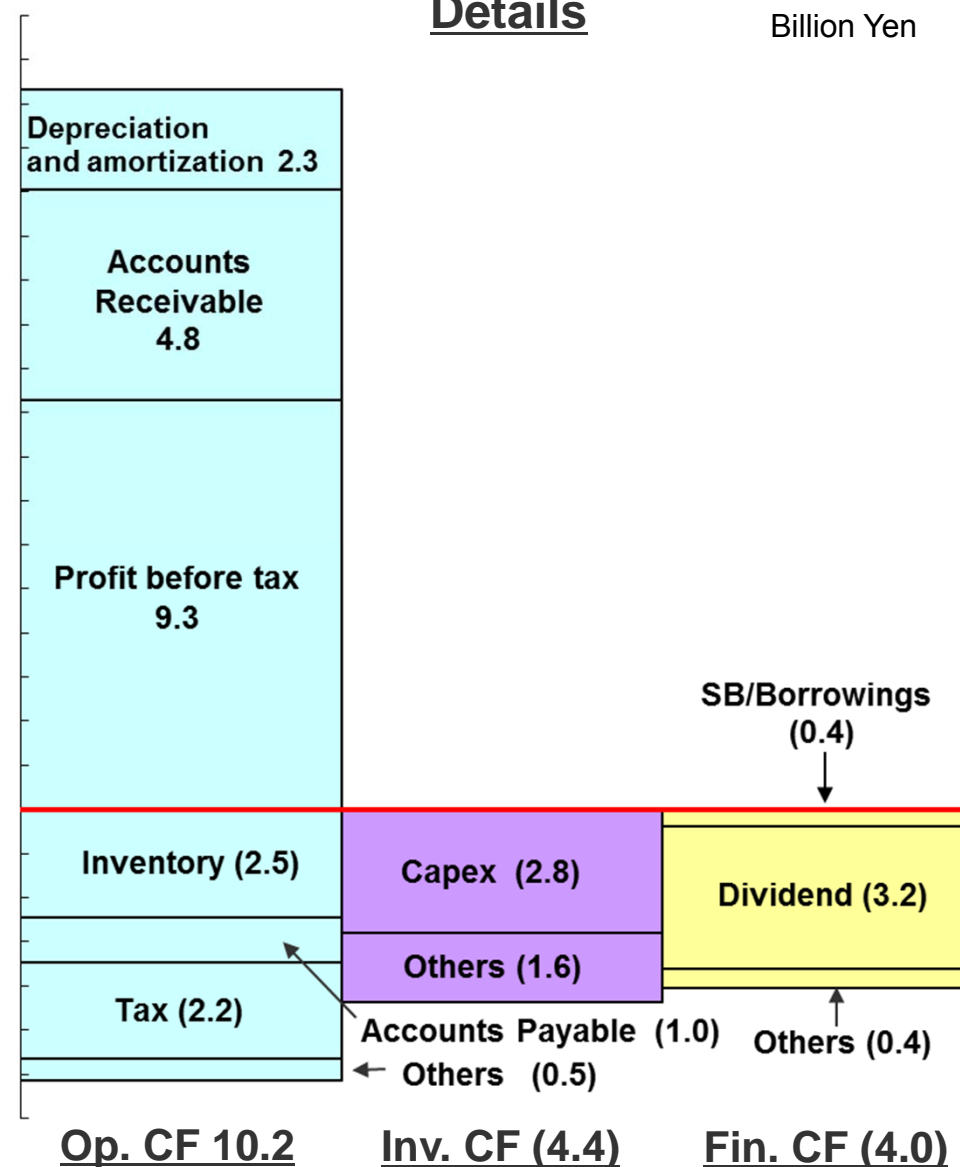 Details
Billion Yen
Depreciation
and amortization 2.3
Accounts
Receivable
4.8
Profit before tax
9.3
SB/Borrowings
(0.4)
Inventory (2.5)
Capex (2.8)
Dividend (3.2)
Others (1.6)
Tax (2.2)
Accounts Payable (1.0)
Others (0.4)
Others (0.5)
Op. CF 10.2
Inv. CF (4.4)
Fin. CF (4.0)